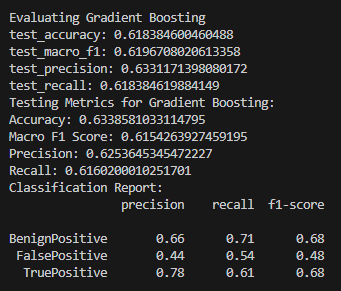 Evaluating Gradient Boosting
test_accuracy: 0.618384600460488
test_macro_f1: 0.6196708020613358
test_precision: 0.6331171398080172
test_recall: 0.618384619884149
Testing Metrics for Gradient Boosting:
Accuracy: 0.6338581033114795
Macro F1 Score: 0.6154263927459195
Precision: 0.6253645345472227
Recall: 0.6160200010251701
Classification Report:
precision recall f1-score
BenignPositive 0.66 0.71 0.68
FalsePositive 0.44 0.54 0.48
TruePositive 0.78 0.61 0.68